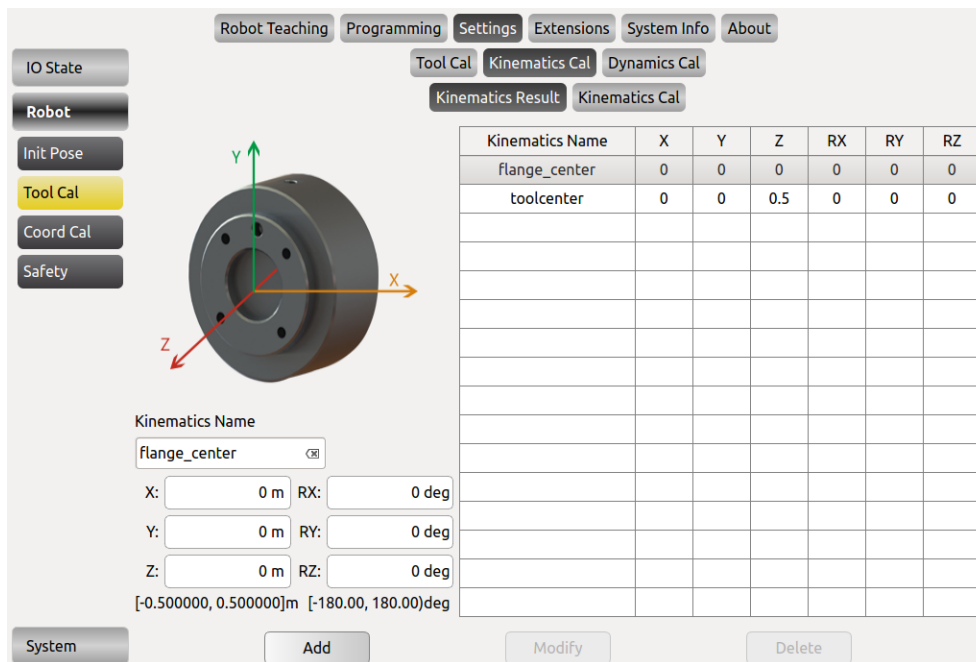 Robot Teaching Programming Settings Extensions System Info About
Tool Cal Kinematics Cal Dynamics Cal
Kinematics Result Kinematics Cal
IO State
Robot
Init Pose
Tool Cal
Coord Cal
Safety
System
Y
X
Z
Kinematics Name
flange_center
X: 0 m RX: 0 deg
Y: 0 m RY: 0 deg
Z: 0 m RZ: 0 deg
[-0.500000, 0.500000]m [-180.00, 180.00)deg
Kinematics Name X Y Z RX RY RZ
flange_center 0 0 0 0 0 0
toolcenter 0 0 0.5 0 0 0
Add Modify Delete